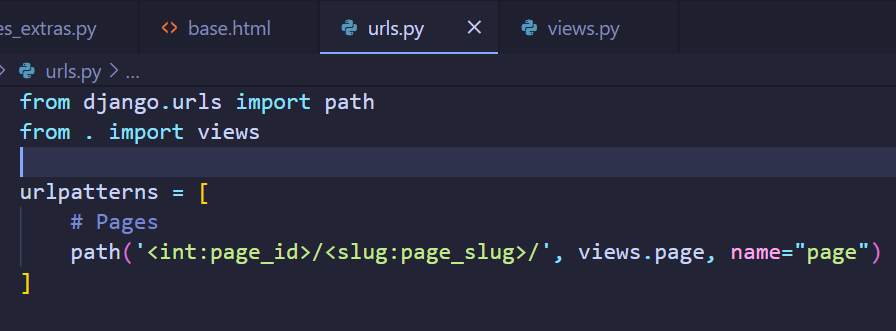 es_extras.py <> base.html urls.py × views.py
> urls.py > ...
from django.urls import path
from . import views
urlpatterns = [
# Pages
path('<int:page_id>/<slug:page_slug>/', views.page, name="page")
]